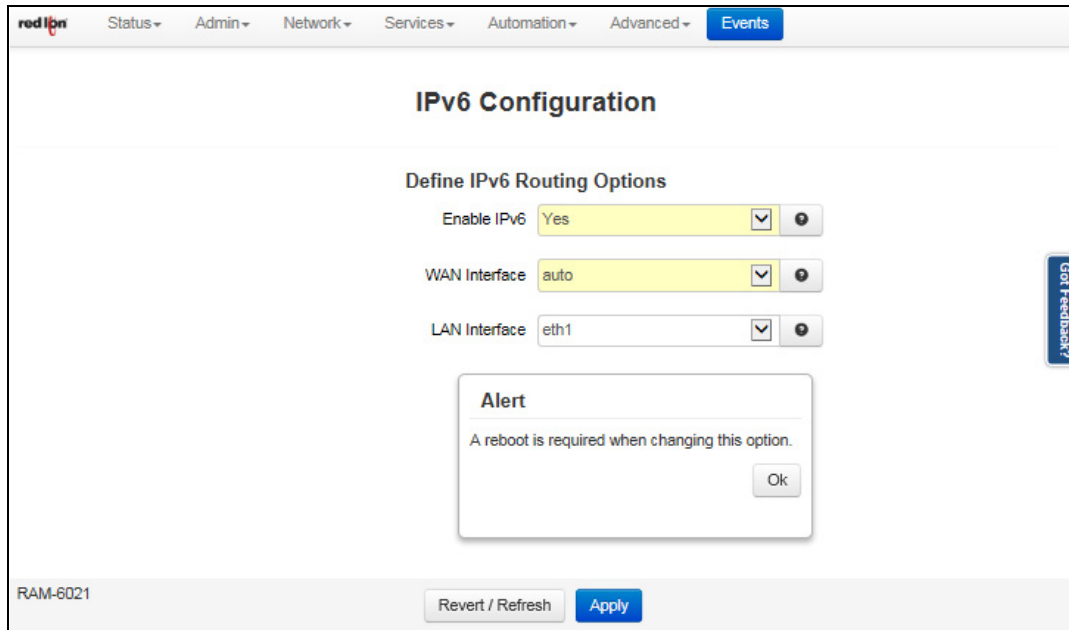 red lion Status Admin Network Services Automation Advanced Events
IPv6 Configuration
Define IPv6 Routing Options
Enable IPv6 Yes
WAN Interface auto
LAN Interface eth1
Got Feedback?
Alert
A reboot is required when changing this option.
Ok
RAM-6021
Revert / Refresh Apply